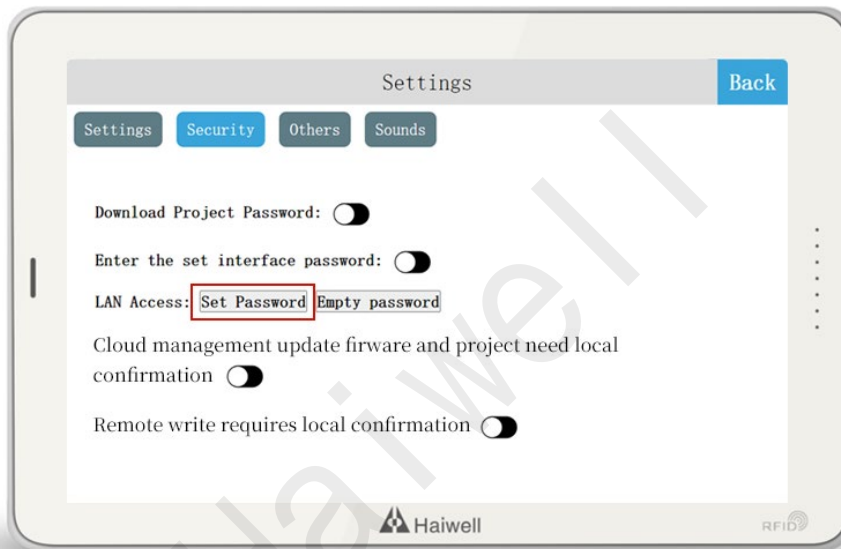 Settings
Back
Settings
Security
Others
Sounds
Download Project Password:
Enter the set interface password:
LAN Access: Set Password Empty password
Cloud management update firware and project need local
confirmation
Remote write requires local confirmation
Haiwell
RFID
Haiwell